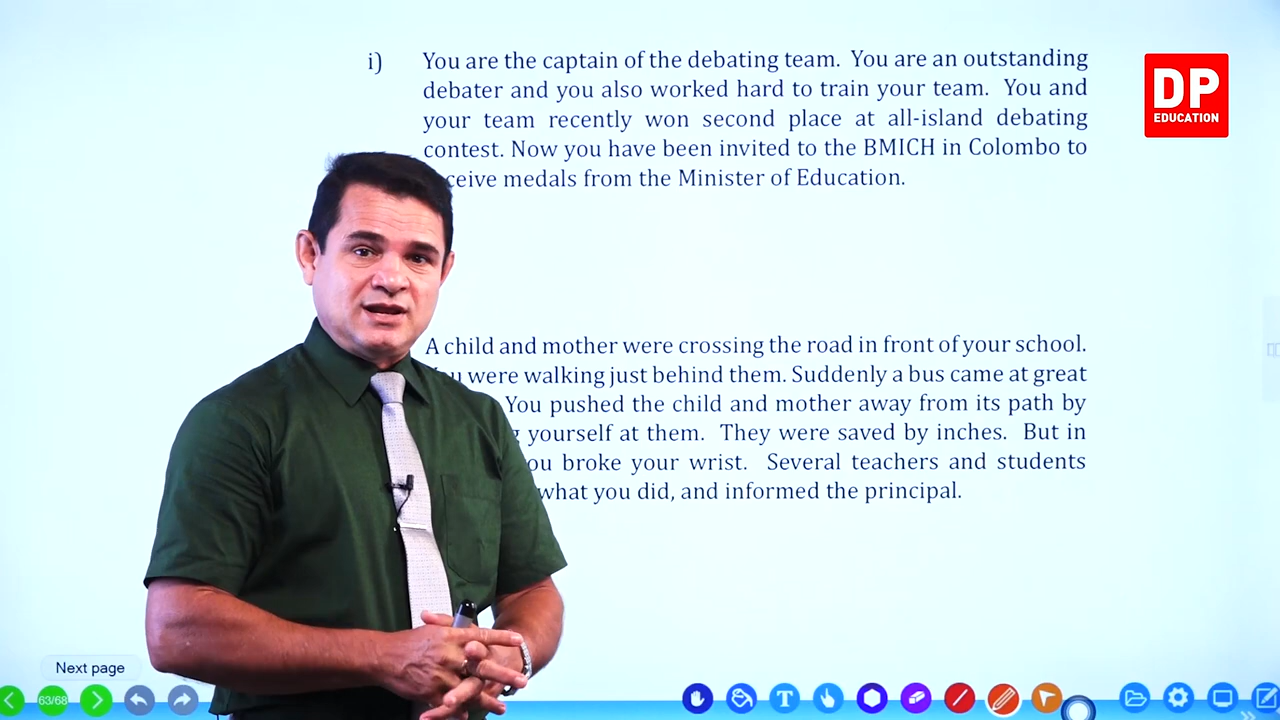 i) You are the captain of the debating team. You are an outstanding
debater and you also worked hard to train your team. You and
your team recently won second place at all-island debating
contest. Now you have been invited to the BMICH in Colombo to
medals from the Minister of Education.
A child and mother were crossing the road in front of your school.
were walking just behind them. Suddenly a bus came at great
You pushed the child and mother away from its path by
yourself at them. They were saved by inches. But in
broke your wrist. Several teachers and students
what you did, and informed the principal.
DP
EDUCATION
Next page
63/68
T